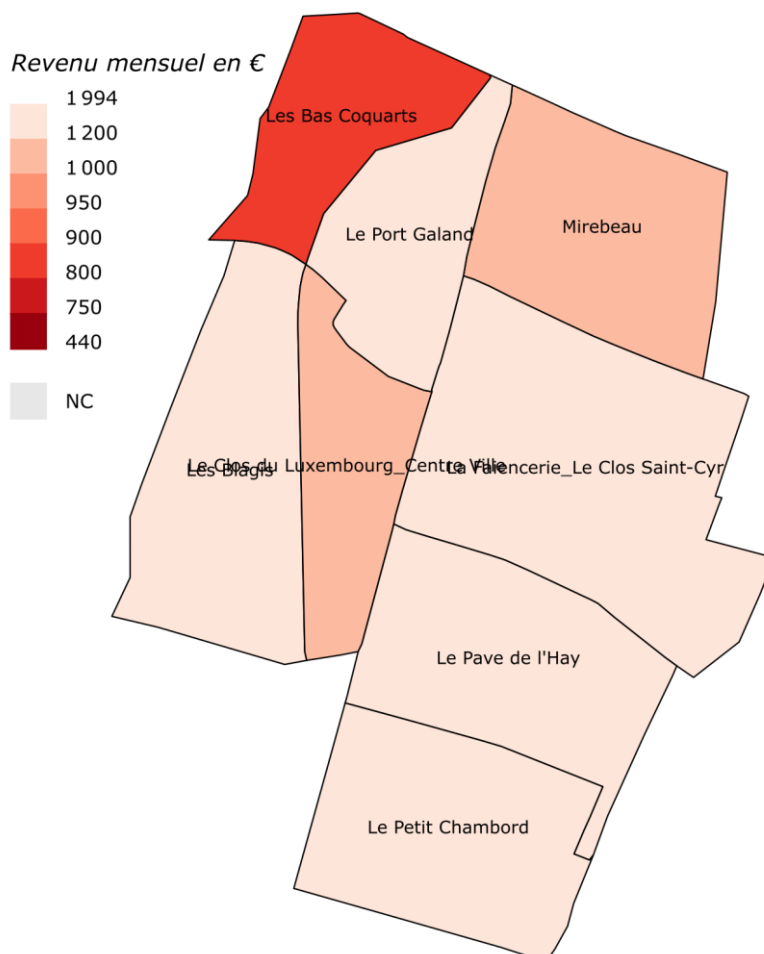 Revenu mensuel en €
1 994
1 200
1 000
950
900
800
750
440
NC
Les Bas Coquarts
Le Port Galand
Mirebeau
Le Clos du Luxembourg_Centre Ville
Les Blagis
La Faïencerie_Le Clos Saint-Cyr
Le Pave de l'Hay
Le Petit Chambord